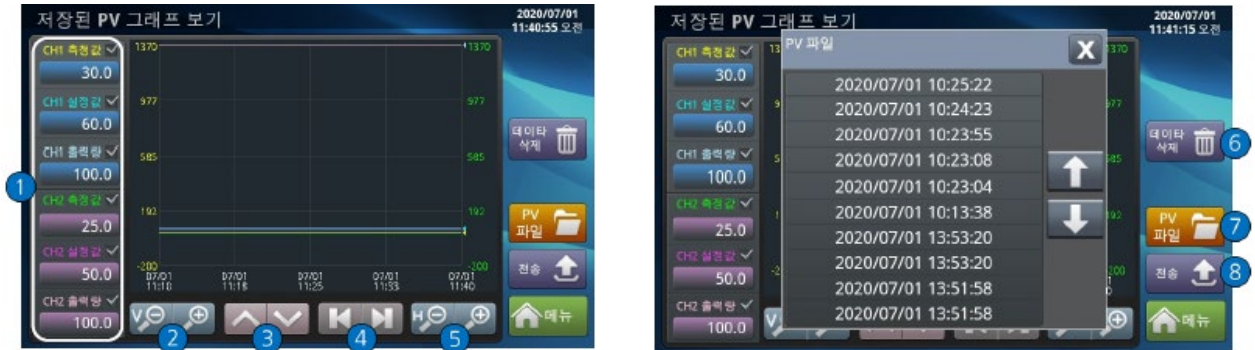 저장된 PV 그래프 보기
2020/07/01
11:40:55 오전
CH1 측정값
30.0
CH1 설정값
60.0
CH1 출력량
100.0
CH2 측정값
25.0
CH2 설정값
50.0
CH2 출력량
100.0
1
1370
977
585
192
-200
1370
977
585
192
-200
07/01
11:10
07/01
11:18
07/01
11:25
07/01
11:33
07/01
11:40
데이타
삭제
PV
파일
전송
메뉴
V
H
2
3
4
5
저장된 PV 그래프 보기
2020/07/01
11:41:15 오전
CH1 측정값
30.0
CH1 설정값
60.0
CH1 출력량
100.0
CH2 측정값
25.0
CH2 설정값
50.0
CH2 출력량
100.0
PV 파일
X
2020/07/01 10:25:22
2020/07/01 10:24:23
2020/07/01 10:23:55
2020/07/01 10:23:08
2020/07/01 10:23:04
2020/07/01 10:13:38
2020/07/01 13:53:20
2020/07/01 13:53:20
2020/07/01 13:51:58
2020/07/01 13:51:58
V
데이타
삭제
6
PV
파일
7
전송
8
메뉴